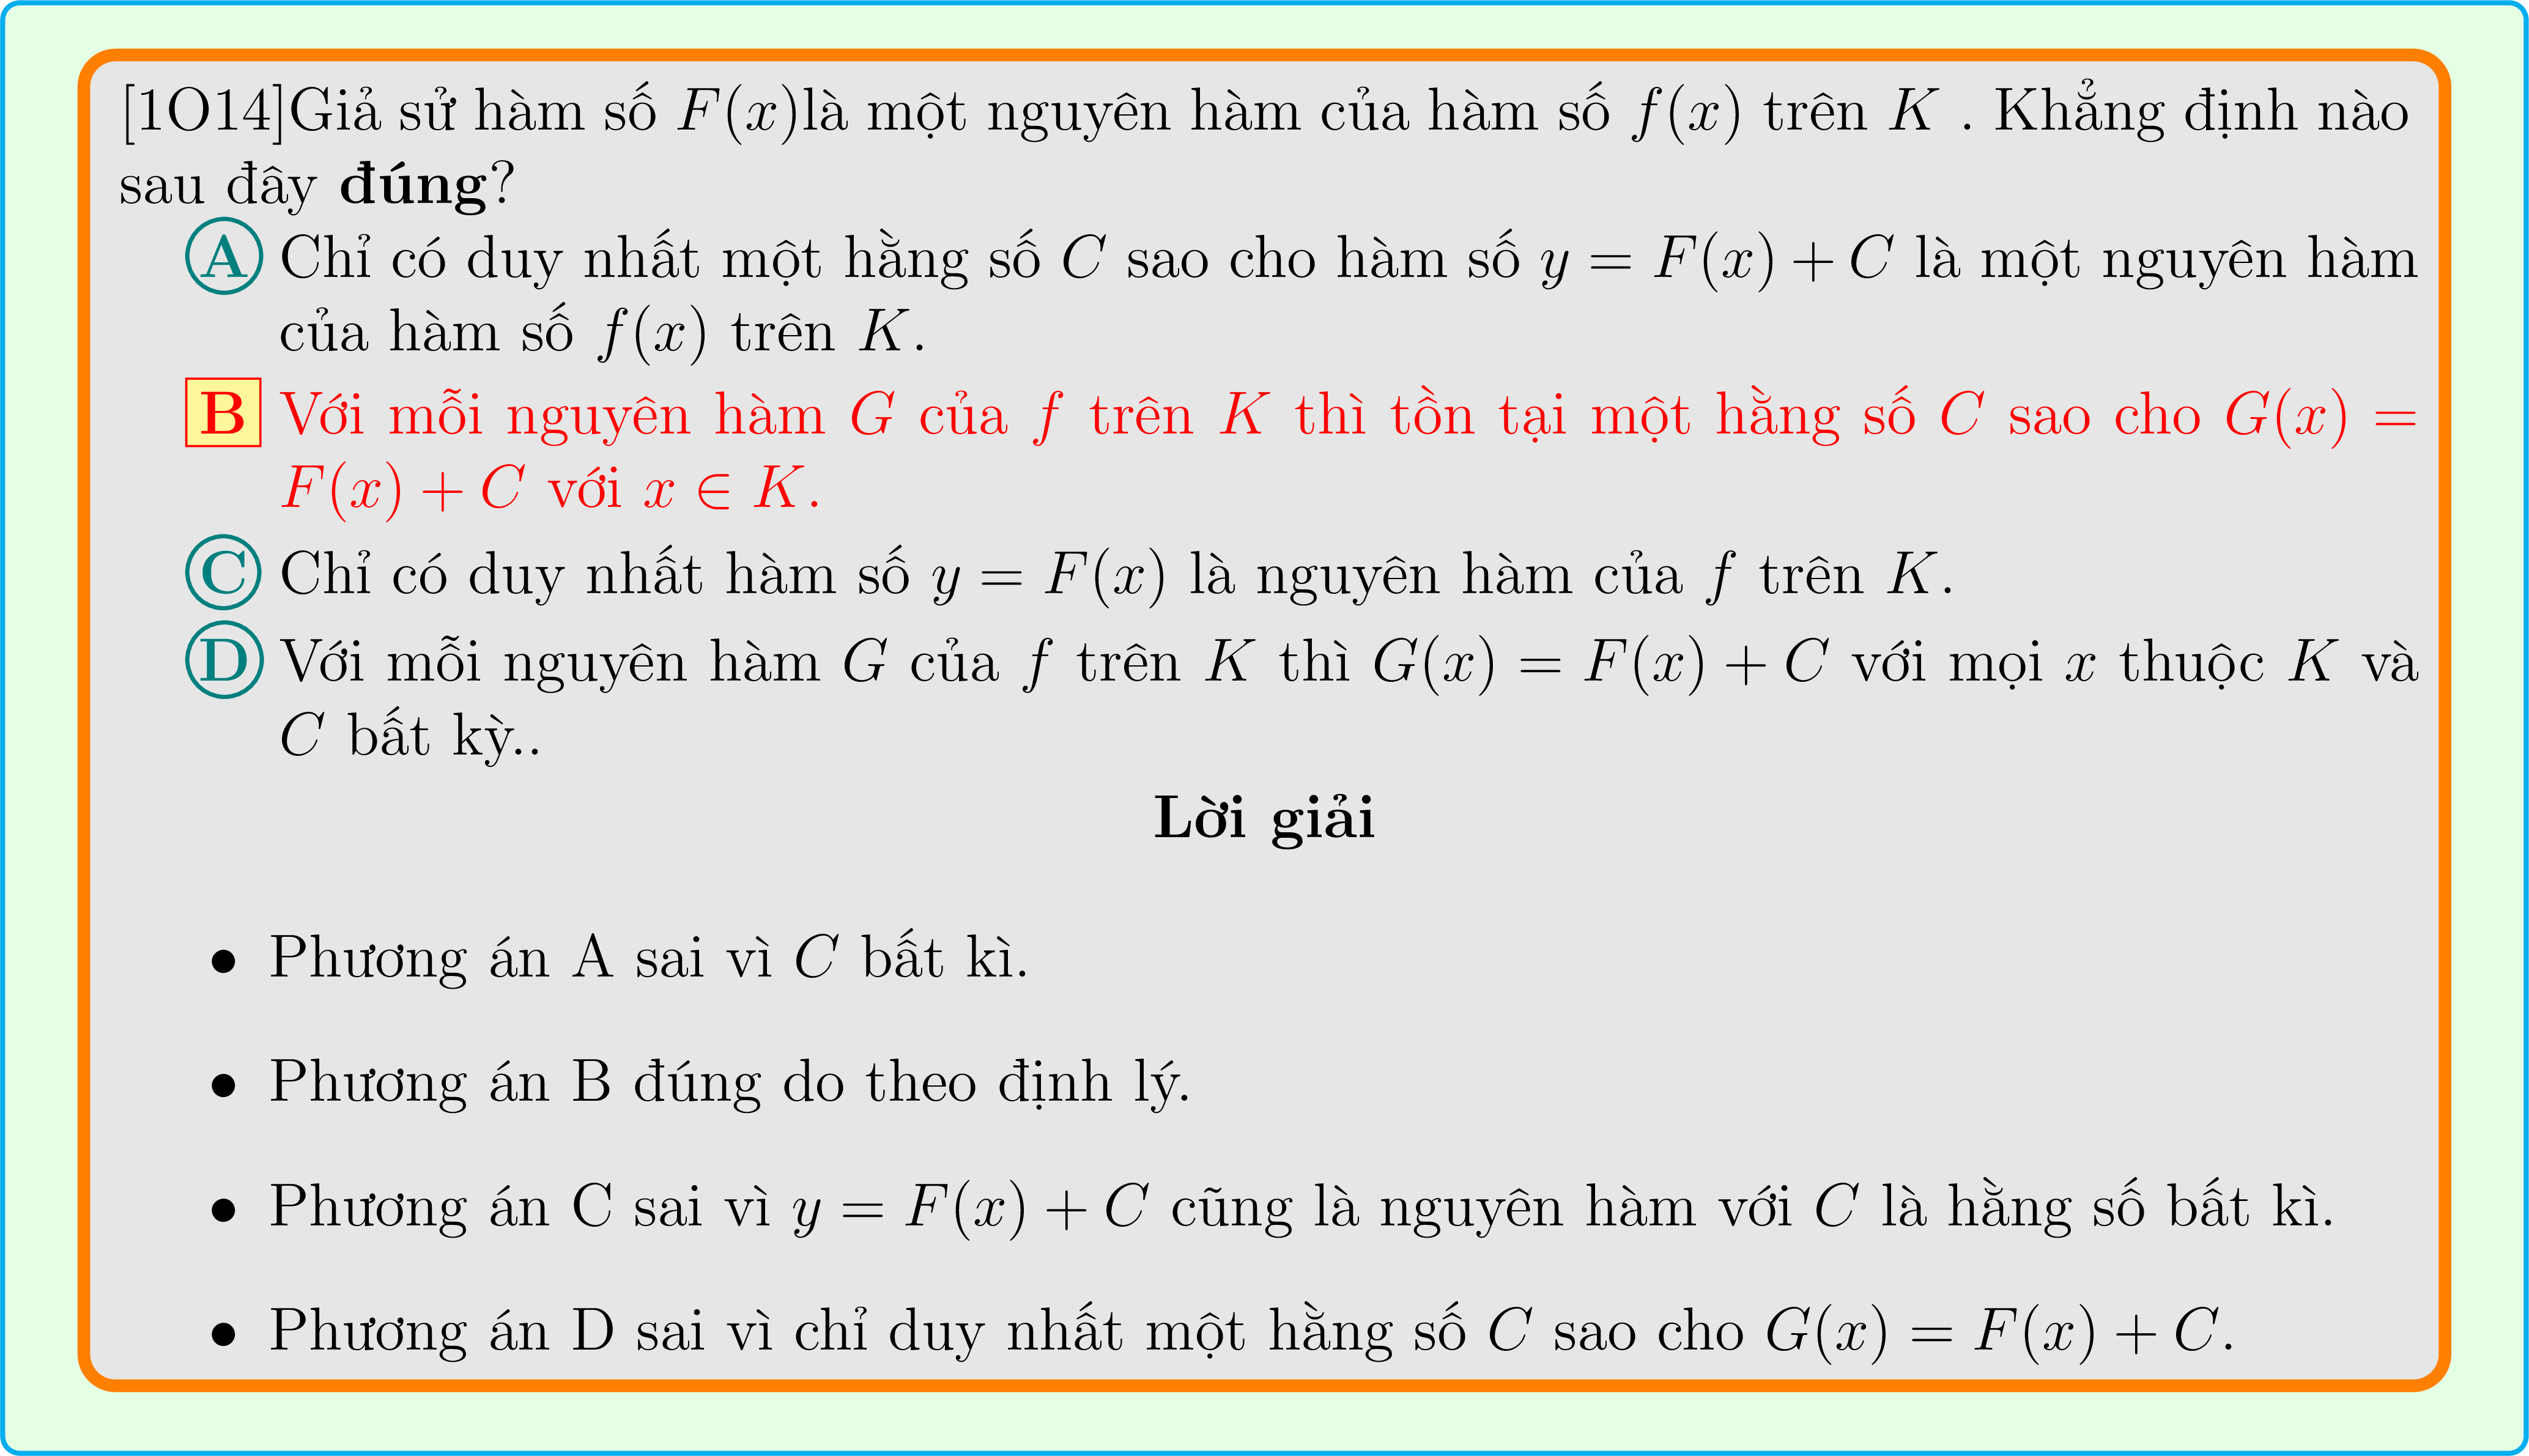 [1O14]Giả sử hàm số F(x)là một nguyên hàm của hàm số f(x) trên K . Khẳng định nào
sau đây đúng?
A Chỉ có duy nhất một hằng số C sao cho hàm số y = F(x) + C là một nguyên hàm
của hàm số f(x) trên K.
B Với mỗi nguyên hàm G của f trên K thì tồn tại một hằng số C sao cho G(x) =
F(x) + C với x ∈ K.
C Chỉ có duy nhất hàm số y = F(x) là nguyên hàm của f trên K.
D Với mỗi nguyên hàm G của f trên K thì G(x) = F(x) + C với mọi x thuộc K và
C bất kỳ..
Lời giải
• Phương án A sai vì C bất kì.
• Phương án B đúng do theo định lý.
• Phương án C sai vì y = F(x) + C cũng là nguyên hàm với C là hằng số bất kì.
• Phương án D sai vì chỉ duy nhất một hằng số C sao cho G(x) = F(x) + C.